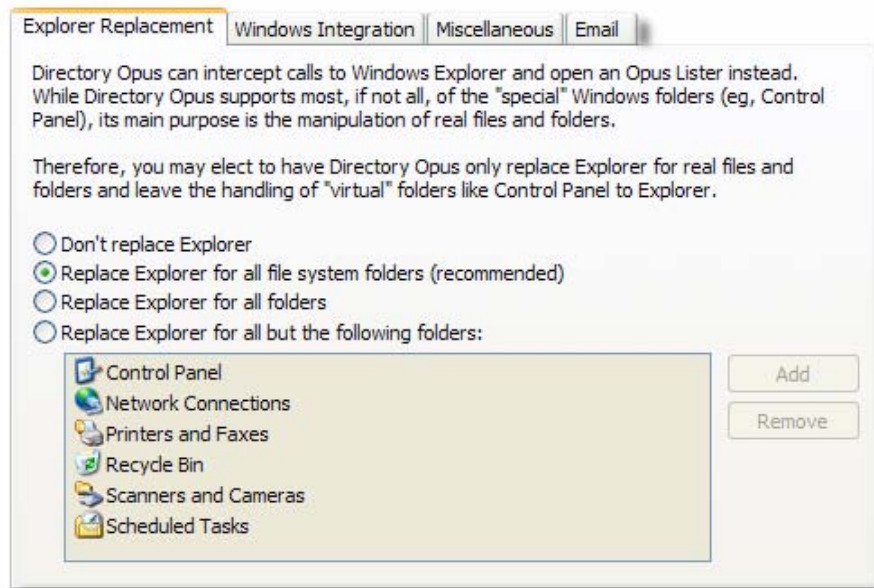 Explorer Replacement
Windows Integration
Miscellaneous
Email
Directory Opus can intercept calls to Windows Explorer and open an Opus Lister instead.
While Directory Opus supports most, if not all, of the "special" Windows folders (eg, Control
Panel), its main purpose is the manipulation of real files and folders.
Therefore, you may elect to have Directory Opus only replace Explorer for real files and
folders and leave the handling of "virtual" folders like Control Panel to Explorer.
Don't replace Explorer
Replace Explorer for all file system folders (recommended)
Replace Explorer for all folders
Replace Explorer for all but the following folders:
Control Panel
Network Connections
Printers and Faxes
Recycle Bin
Scanners and Cameras
Scheduled Tasks
Add
Remove